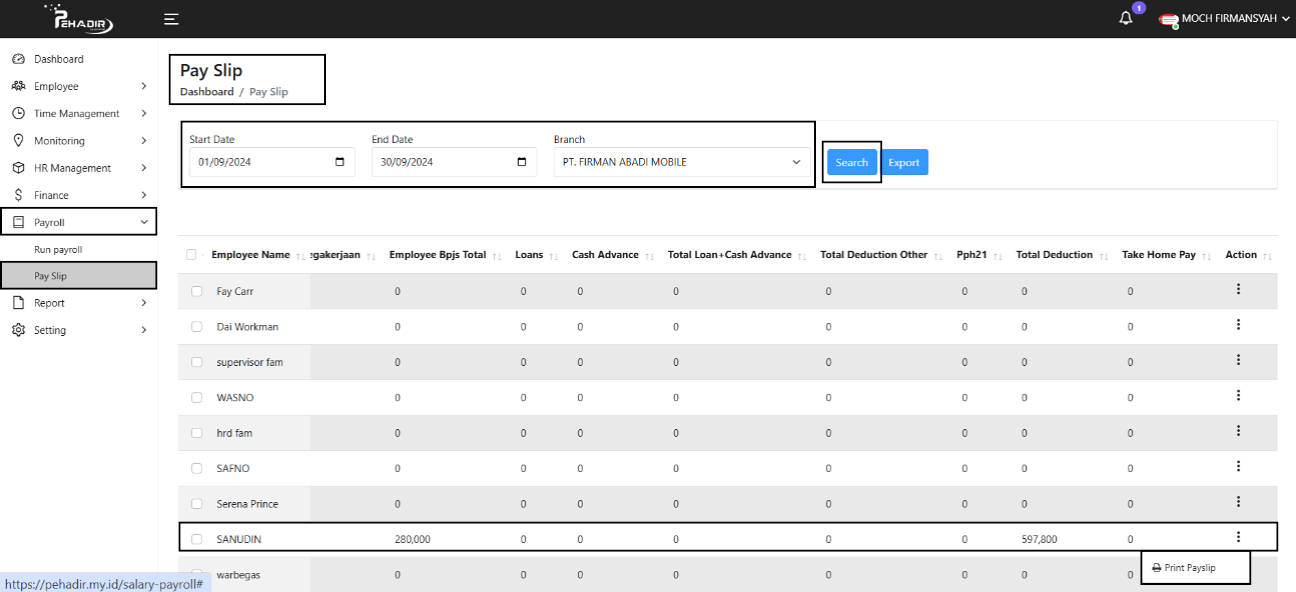 PEHADIR
1
MOCH FIRMANSYAH
Dashboard
Employee
Time Management
Monitoring
HR Management
Finance
Payroll
Run payroll
Pay Slip
Report
Setting
Pay Slip
Dashboard / Pay Slip
Start Date End Date Branch
01/09/2024 30/09/2024 PT. FIRMAN ABADI MOBILE Search Export
Employee Name egakerjaan Employee Bpjs Total Loans Cash Advance Total Loan+Cash Advance Total Deduction Other Pph21 Total Deduction Take Home Pay Action
Fay Carr 0 0 0 0 0 0 0 0
Dai Workman 0 0 0 0 0 0 0 0
supervisor fam 0 0 0 0 0 0 0 0
WASNO 0 0 0 0 0 0 0 0
hrd fam 0 0 0 0 0 0 0 0
SAFNO 0 0 0 0 0 0 0 0
Serena Prince 0 0 0 0 0 0 0 0
SANUDIN 280,000 0 0 0 0 0 597,800 0
warbegas 0 0 0 0 0 0 0 0
Print Payslip
https://pehadir.my.id/salary-payroll#